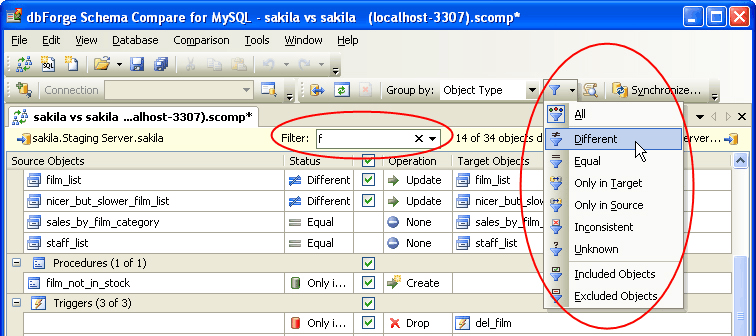 dbForge Schema Compare for MySQL - sakila vs sakila (localhost-3307).scomp*
File Edit View Database Comparison Tools Window Help
Connection Group by: Object Type Synchronize...
sakila vs sakila ...alhost-3307).scomp*
sakila.Staging Server.sakila Filter: f 14 of 34 objects d erver....
Source Objects Status Operation Target Objects
film_list Different Update film_list
nicer_but_slower_film_list Different Update nicer_but_slo
sales_by_film_category Equal None sales_by_film_
staff_list Equal None staff_list
Procedures (1 of 1)
film_not_in_stock Only i... Create
Triggers (3 of 3)
Only i... Drop del_film
All
Different
Equal
Only in Target
Only in Source
Inconsistent
Unknown
Included Objects
Excluded Objects